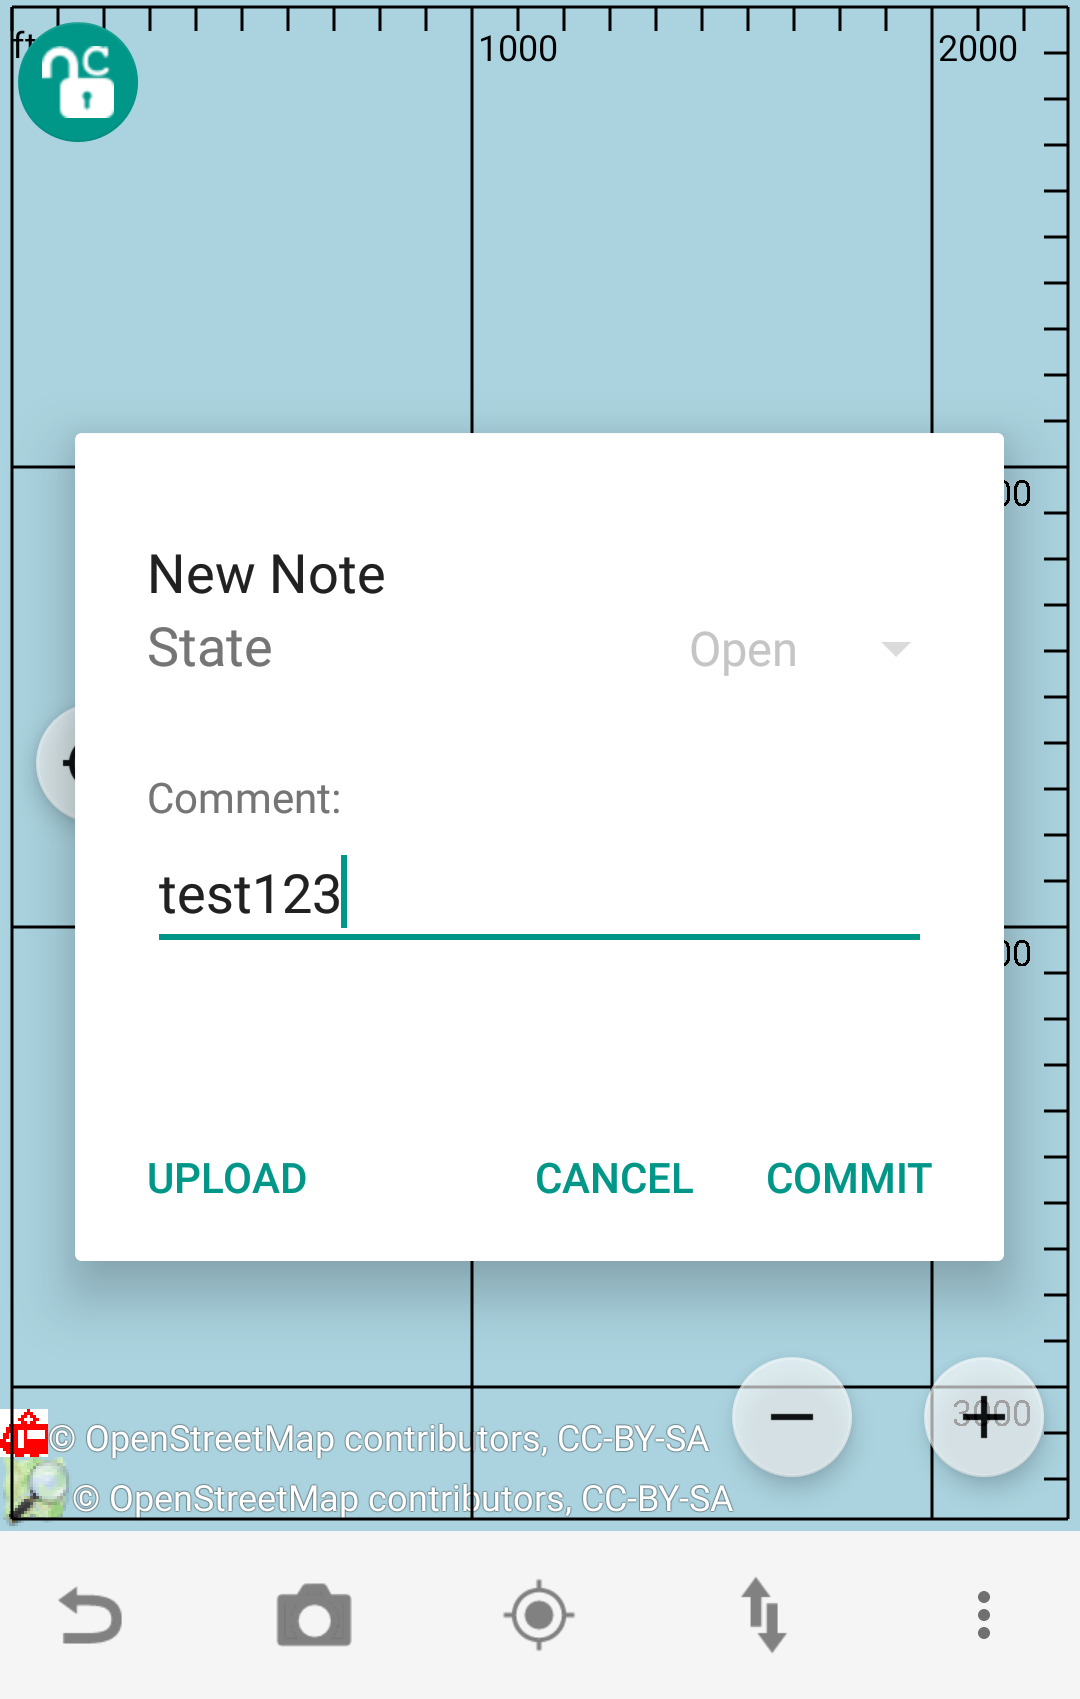 ft
C
1000
2000
00
New Note
State
Open
Comment:
test123
00
UPLOAD
CANCEL
COMMIT
3000
© OpenStreetMap contributors, CC-BY-SA
© OpenStreetMap contributors, CC-BY-SA